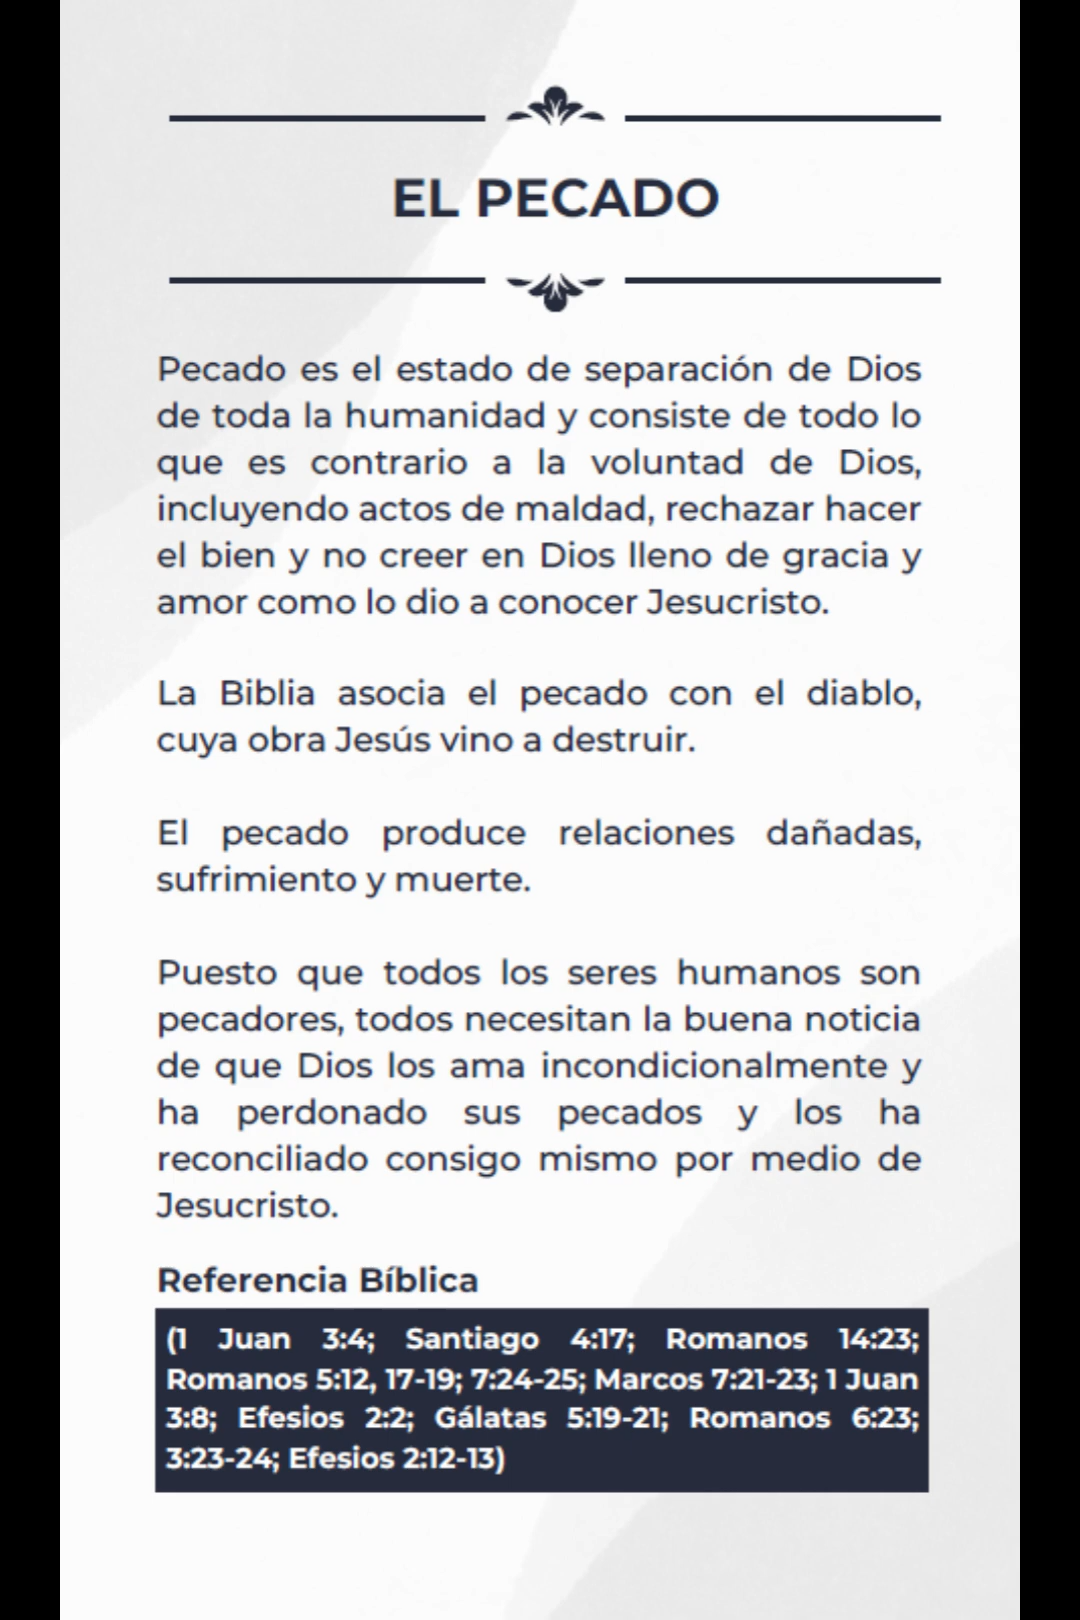 EL PECADO
Pecado es el estado de separación de Dios
de toda la humanidad y consiste de todo lo
que es contrario a la voluntad de Dios,
incluyendo actos de maldad, rechazar hacer
el bien y no creer en Dios lleno de gracia y
amor como lo dio a conocer Jesucristo.
La Biblia asocia el pecado con el diablo,
cuya obra Jesús vino a destruir.
El pecado produce relaciones dañadas,
sufrimiento y muerte.
Puesto que todos los seres humanos son
pecadores, todos necesitan la buena noticia
de que Dios los ama incondicionalmente y
ha perdonado sus pecados y los ha
reconciliado consigo mismo por medio de
Jesucristo.
Referencia Bíblica
(1 Juan 3:4; Santiago 4:17; Romanos 14:23;
Romanos 5:12, 17-19; 7:24-25; Marcos 7:21-23; 1 Juan
3:8; Efesios 2:2; Gálatas 5:19-21; Romanos 6:23;
3:23-24; Efesios 2:12-13)